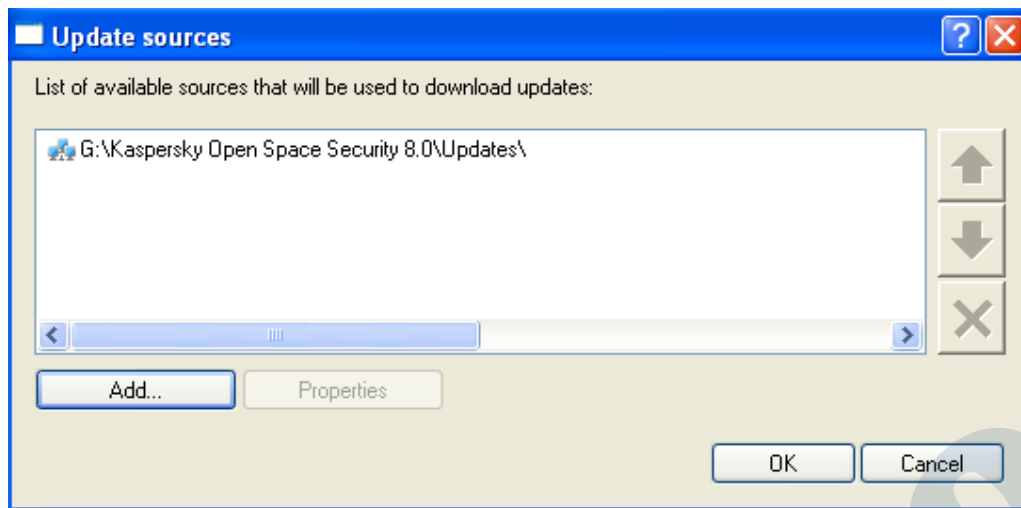 Update sources
List of available sources that will be used to download updates:
G:\Kaspersky Open Space Security 8.0\Updates\
Add...
Properties
OK
Cancel